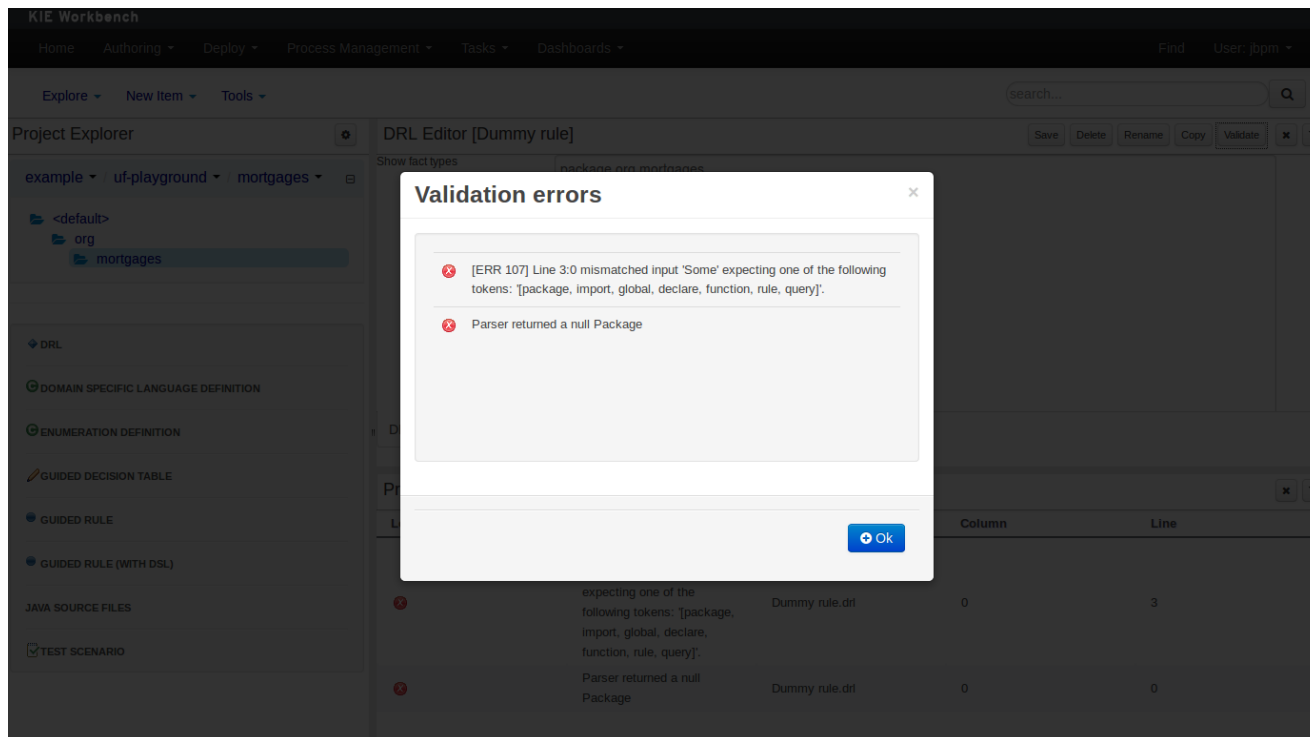 KIE Workbench
Home Authoring Deploy Process Management Tasks Dashboards Find User: jbpm
Explore New Item Tools search...
Project Explorer
DRL Editor [Dummy rule] Save Delete Rename Copy Validate
Show fact types
package org.mortgages
example / uf-playground / mortgages
<default>
org
mortgages
DRL
DOMAIN SPECIFIC LANGUAGE DEFINITION
ENUMERATION DEFINITION
GUIDED DECISION TABLE
GUIDED RULE
GUIDED RULE (WITH DSL)
JAVA SOURCE FILES
TEST SCENARIO
Validation errors ×
[ERR 107] Line 3:0 mismatched input 'Some' expecting one of the following
tokens: '[package, import, global, declare, function, rule, query]'.
Parser returned a null Package
Ok
Column Line
expecting one of the
following tokens: '[package,
import, global, declare,
function, rule, query]'.
Dummy rule.drl 0 3
Parser returned a null
Package
Dummy rule.drl 0 0